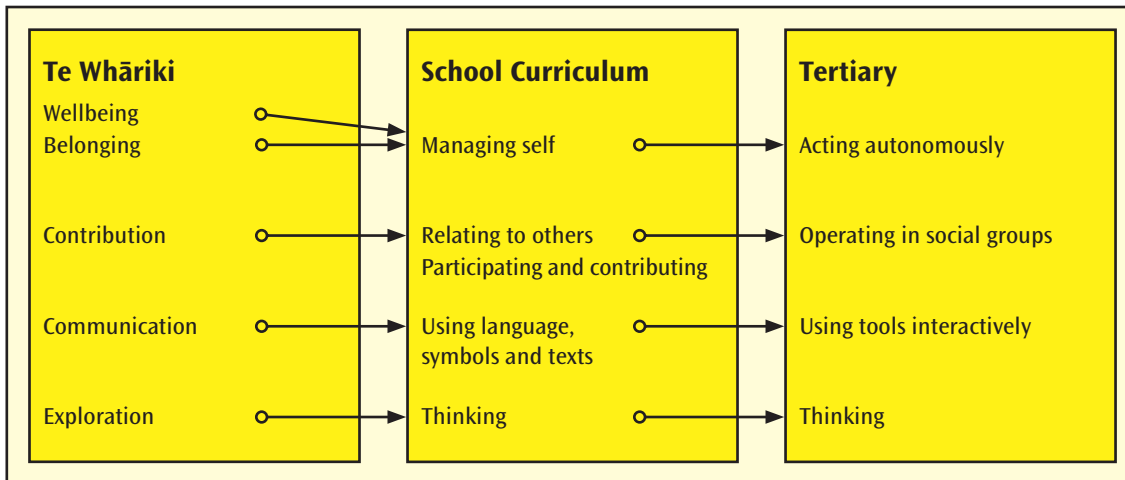 Te Whāriki
Wellbeing
Belonging
Contribution
Communication
Exploration
School Curriculum
Managing self
Relating to others
Participating and contributing
Using language,
symbols and texts
Thinking
Tertiary
Acting autonomously
Operating in social groups
Using tools interactively
Thinking